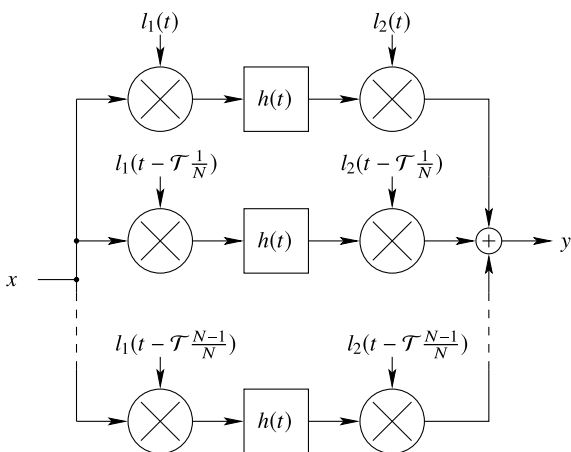 l₁(t) l₂(t)
h(t)
l₁(t − 𝒯 1/N) l₂(t − 𝒯 1/N)
h(t) + y
x
l₁(t − 𝒯 N−1/N) l₂(t − 𝒯 N−1/N)
h(t)